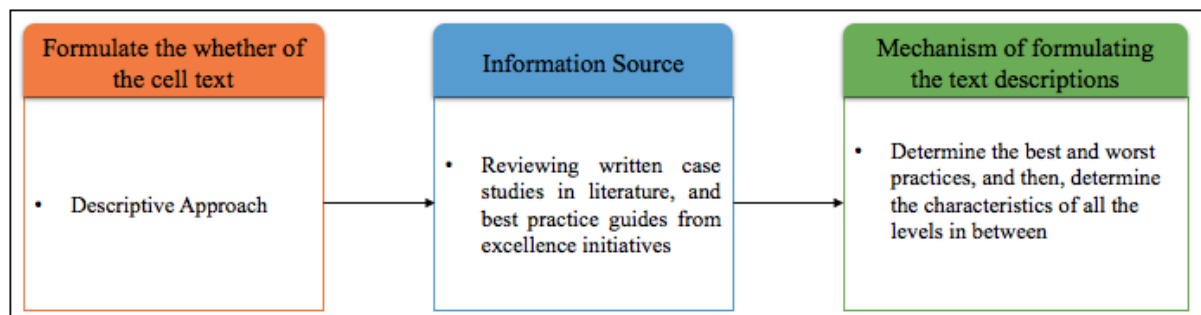 Formulate the whether of
the cell text
• Descriptive Approach
Information Source
• Reviewing written case
studies in literature, and
best practice guides from
excellence initiatives
Mechanism of formulating
the text descriptions
• Determine the best and worst
practices, and then, determine
the characteristics of all the
levels in between